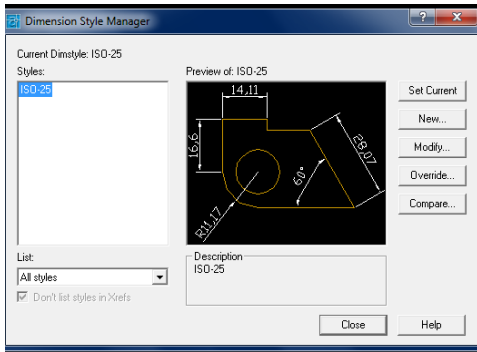 Dimension Style Manager
Current Dimstyle: ISO-25
Styles:
ISO-25
Preview of: ISO-25
14,11
16,6
28,07
60°
R11,17
Set Current
New...
Modify...
Override...
Compare...
List:
All styles
Don't list styles in Xrefs
Description
ISO-25
Close
Help